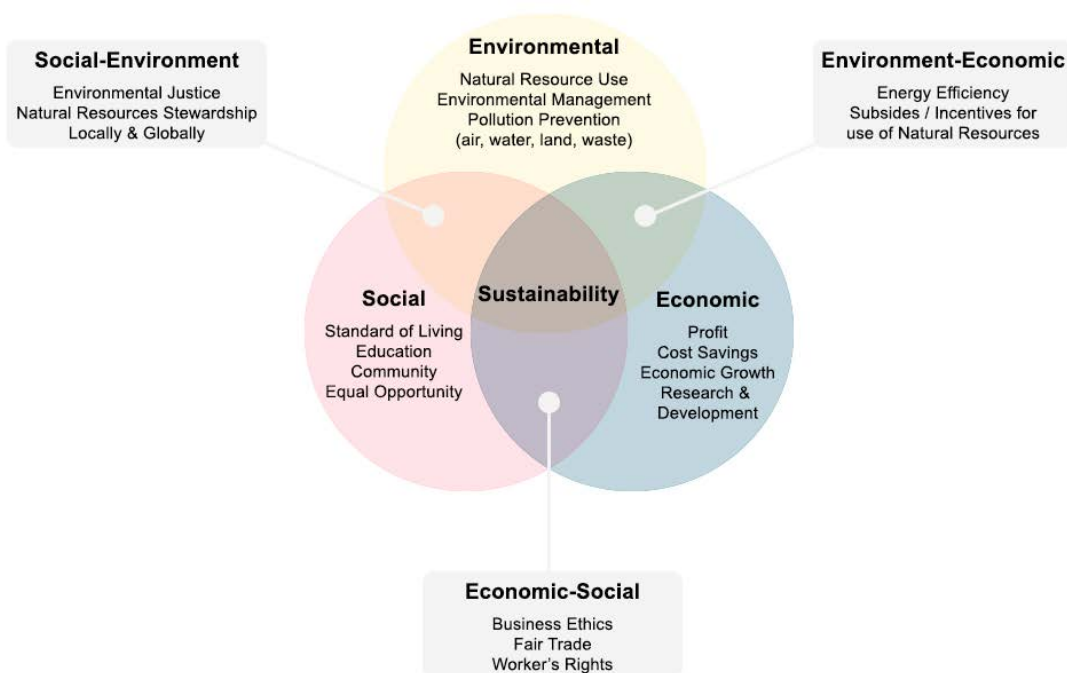 Environmental
Natural Resource Use
Environmental Management
Pollution Prevention
(air, water, land, waste)
Social-Environment
Environmental Justice
Natural Resources Stewardship
Locally & Globally
Environment-Economic
Energy Efficiency
Subsides / Incentives for
use of Natural Resources
Social
Standard of Living
Education
Community
Equal Opportunity
Sustainability
Economic
Profit
Cost Savings
Economic Growth
Research &
Development
Economic-Social
Business Ethics
Fair Trade
Worker’s Rights